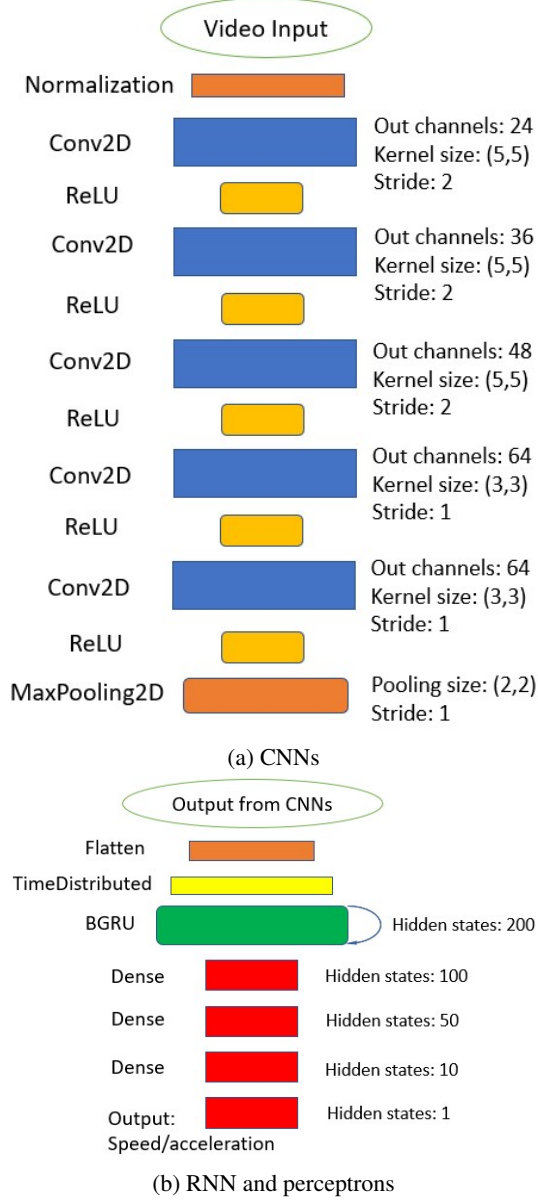 Video Input
Normalization
Conv2D
Out channels: 24
Kernel size: (5,5)
Stride: 2
ReLU
Conv2D
Out channels: 36
Kernel size: (5,5)
Stride: 2
ReLU
Conv2D
Out channels: 48
Kernel size: (5,5)
Stride: 2
ReLU
Conv2D
Out channels: 64
Kernel size: (3,3)
Stride: 1
ReLU
Conv2D
Out channels: 64
Kernel size: (3,3)
Stride: 1
ReLU
MaxPooling2D
Pooling size: (2,2)
Stride: 1
(a) CNNs
Output from CNNs
Flatten
TimeDistributed
BGRU
Hidden states: 200
Dense
Hidden states: 100
Dense
Hidden states: 50
Dense
Hidden states: 10
Output:
Speed/acceleration
Hidden states: 1
(b) RNN and perceptrons